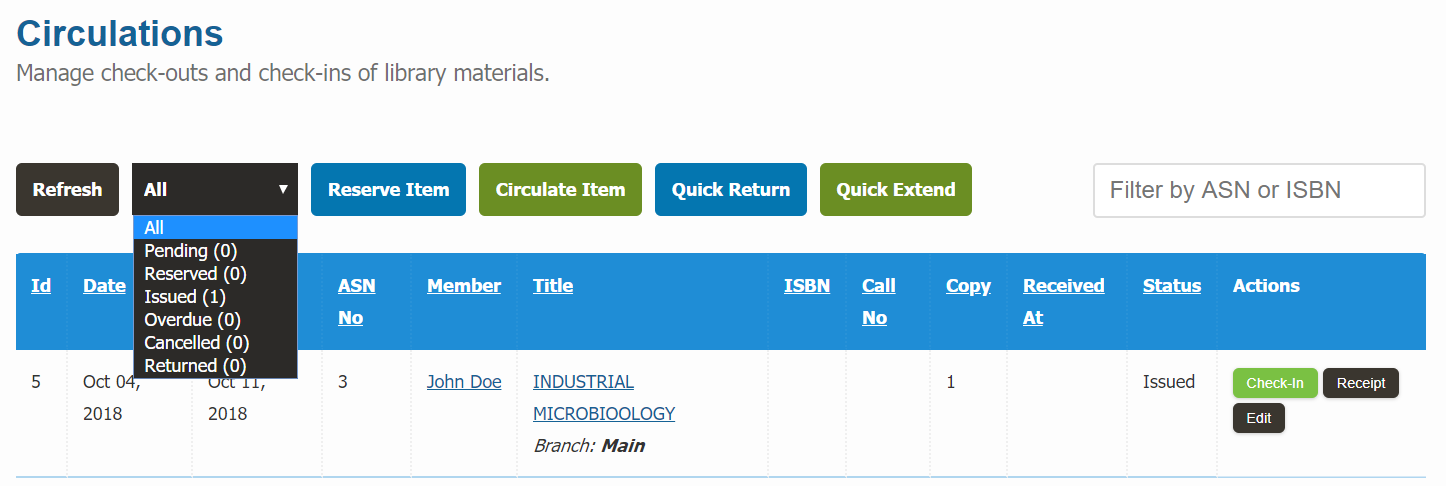 Circulations
Manage check-outs and check-ins of library materials.
Refresh All ▼ Reserve Item Circulate Item Quick Return Quick Extend Filter by ASN or ISBN
All
Pending (0)
Reserved (0)
Issued (1)
Overdue (0)
Cancelled (0)
Returned (0)
Id Date ASN Member Title ISBN Call Copy Received Status Actions
No No At
5 Oct 04, Oct 11, 3 John Doe INDUSTRIAL 1 Issued Check-In Receipt
2018 2018 MICROBIOOLOGY Edit
Branch: Main